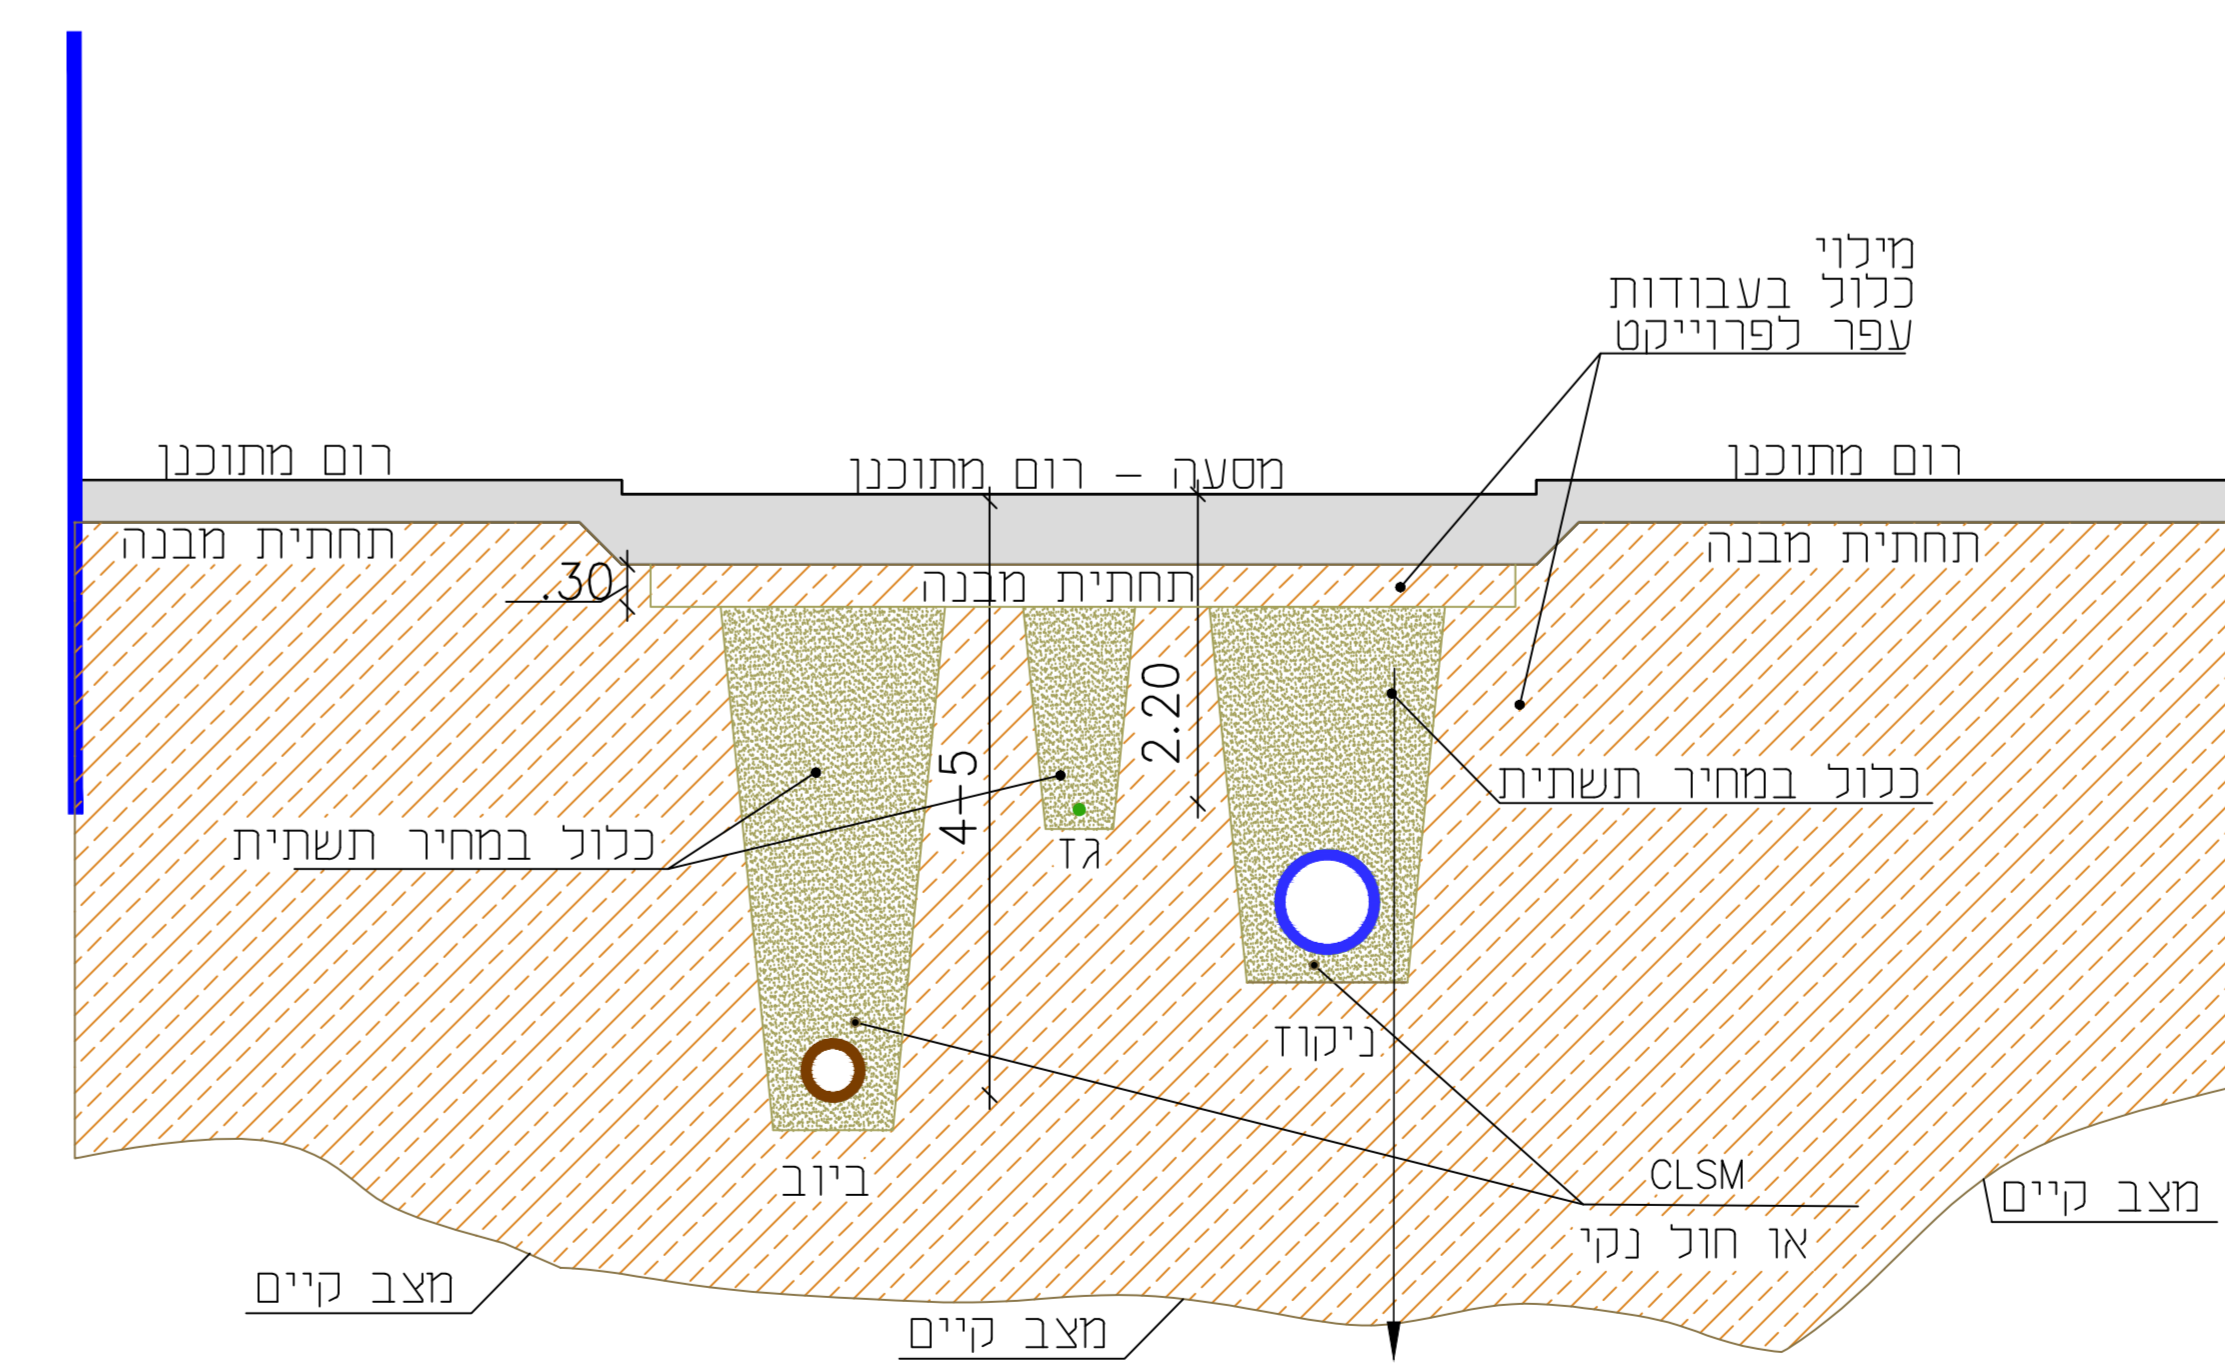 מילוי
כלול בעבודות
עפר לפרוייקט
רום מתוכנן
מסעה - רום מתוכנן
רום מתוכנן
תחתית מבנה
תחתית מבנה
תחתית מבנה
.30
2.20
4-5
כלול במחיר תשתית
כלול במחיר תשתית
גז
ניקוז
ביוב
CLSM
או חול נקי
מצב קיים
מצב קיים
מצב קיים